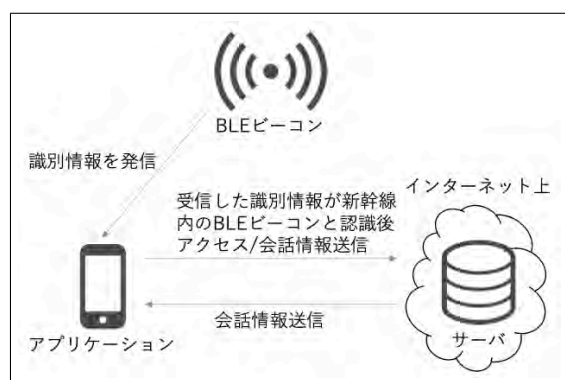 BLEビーコン
識別情報を発信
受信した識別情報が新幹線
内のBLEビーコンと認識後
アクセス/会話情報送信
インターネット上
会話情報送信
アプリケーション
サーバ